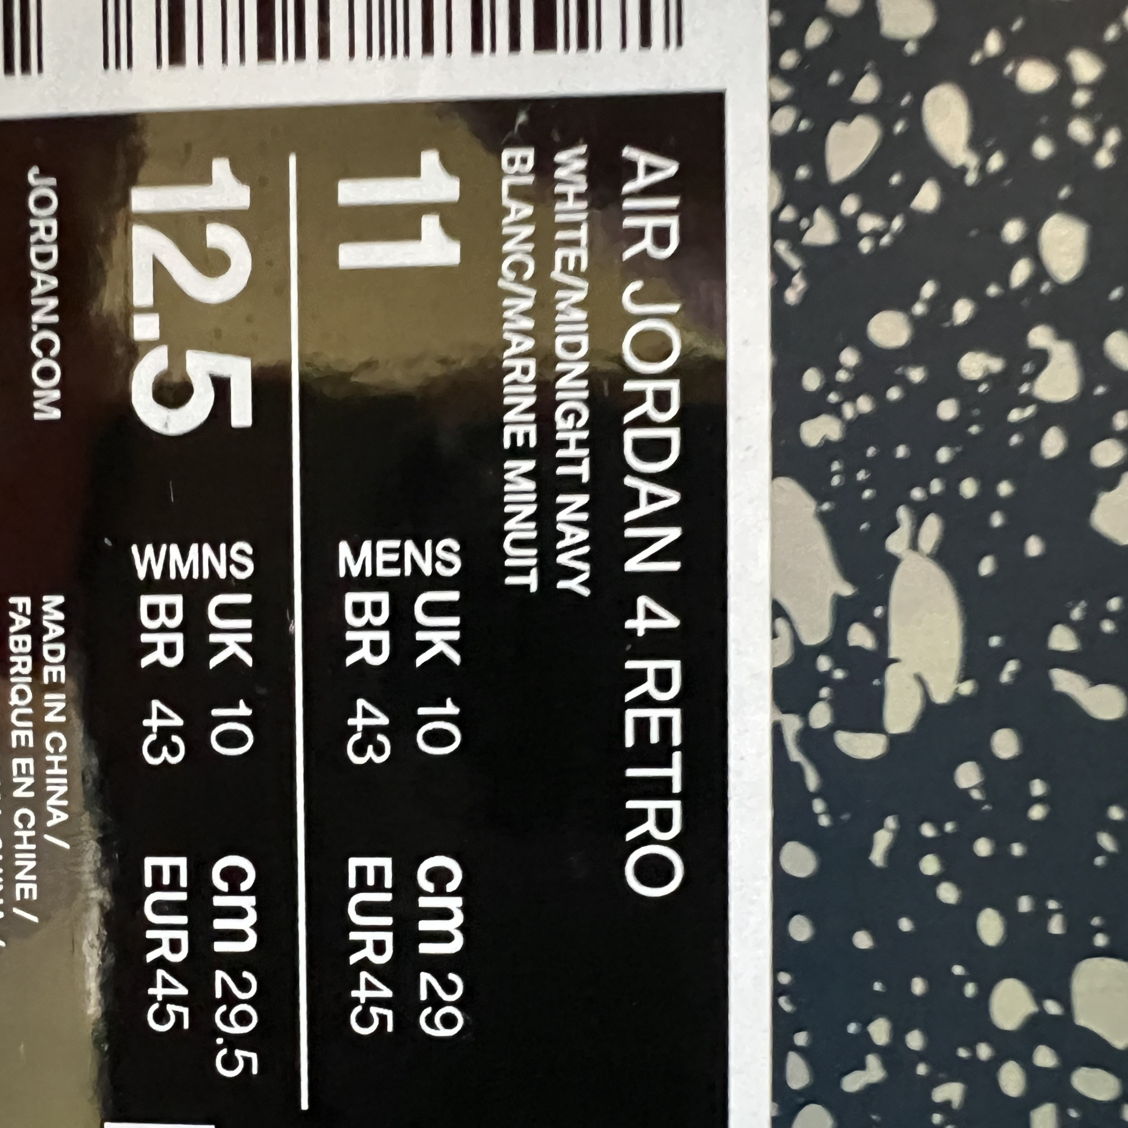 AIR JORDAN 4 RETRO
WHITE/MIDNIGHT NAVY
BLANC/MARINE MINUIT
11 MENS UK 10 cm 29
BR 43 EUR 45
12.5 WMNS UK 10 cm 29.5
BR 43 EUR 45
JORDAN.COM
MADE IN CHINA /
FABRIQUE EN CHINE /